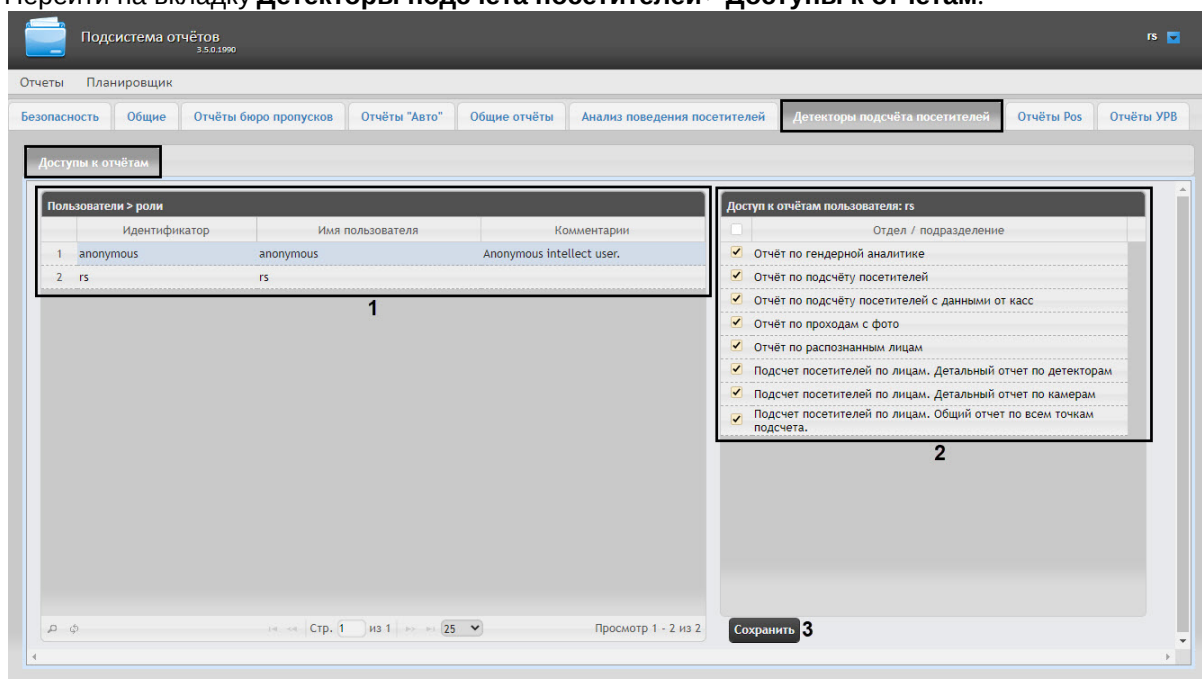 Перейти на вкладку Детекторы подсчета посетителей> Доступы к отчетам.
Подсистема отчётов
3.5.0.1990
rs
Отчеты Планировщик
Безопасность Общие Отчёты бюро пропусков Отчёты "Авто" Общие отчёты Анализ поведения посетителей Детекторы подсчёта посетителей Отчёты Pos Отчёты УРВ
Доступы к отчётам
Пользователи > роли
Идентификатор Имя пользователя Комментарии
1 anonymous anonymous Anonymous intellect user.
2 rs rs
1
Стр. 1 из 1 25 Просмотр 1 - 2 из 2
Доступ к отчётам пользователя: rs
Отдел / подразделение
Отчёт по гендерной аналитике
Отчёт по подсчёту посетителей
Отчёт по подсчёту посетителей с данными от касс
Отчёт по проходам с фото
Отчёт по распознанным лицам
Подсчет посетителей по лицам. Детальный отчет по детекторам
Подсчет посетителей по лицам. Детальный отчет по камерам
Подсчет посетителей по лицам. Общий отчет по всем точкам
подсчета.
2
Сохранить 3